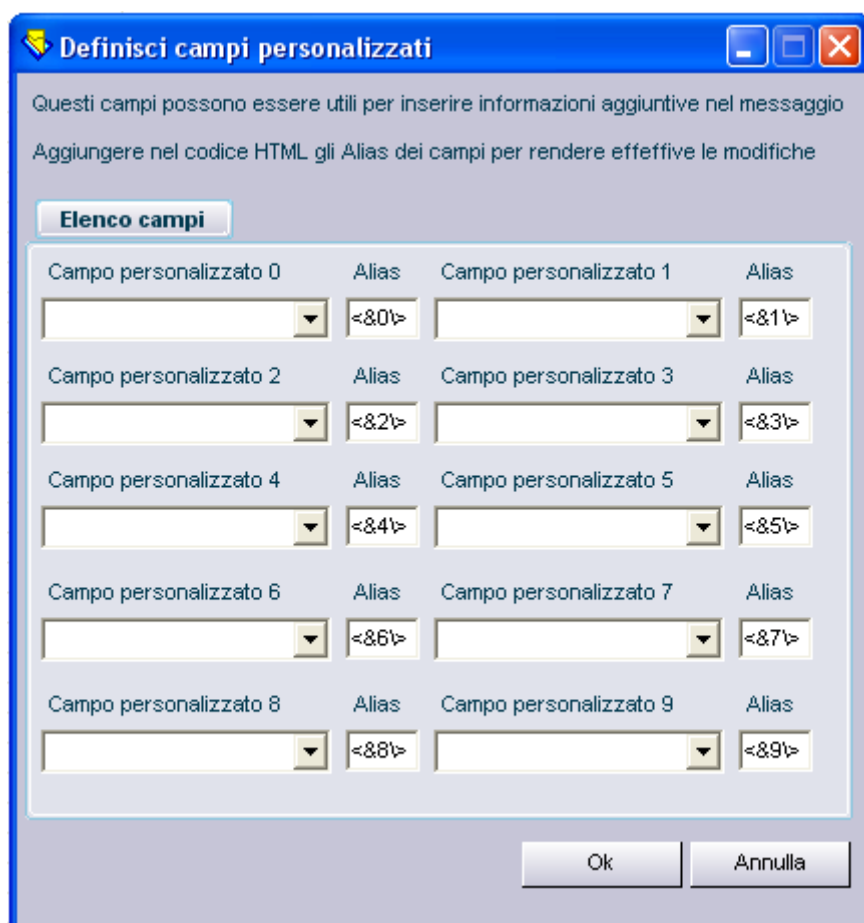 Definisci campi personalizzati
Questi campi possono essere utili per inserire informazioni aggiuntive nel messaggio
Aggiungere nel codice HTML gli Alias dei campi per rendere effeffive le modifiche
Elenco campi
Campo personalizzato 0 Alias Campo personalizzato 1 Alias
<&0\> <&1\>
Campo personalizzato 2 Alias Campo personalizzato 3 Alias
<&2\> <&3\>
Campo personalizzato 4 Alias Campo personalizzato 5 Alias
<&4\> <&5\>
Campo personalizzato 6 Alias Campo personalizzato 7 Alias
<&6\> <&7\>
Campo personalizzato 8 Alias Campo personalizzato 9 Alias
<&8\> <&9\>
Ok Annulla